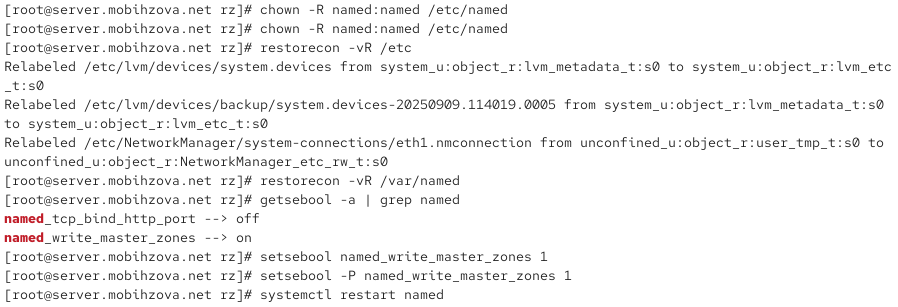 [root@server.mobihzova.net rz]# chown -R named:named /etc/named
[root@server.mobihzova.net rz]# chown -R named:named /etc/named
[root@server.mobihzova.net rz]# restorecon -vR /etc
Relabeled /etc/lvm/devices/system.devices from system_u:object_r:lvm_metadata_t:s0 to system_u:object_r:lvm_etc
_t:s0
Relabeled /etc/lvm/devices/backup/system.devices-20250909.114019.0005 from system_u:object_r:lvm_metadata_t:s0
to system_u:object_r:lvm_etc_t:s0
Relabeled /etc/NetworkManager/system-connections/eth1.nmconnection from unconfined_u:object_r:user_tmp_t:s0 to
unconfined_u:object_r:NetworkManager_etc_rw_t:s0
[root@server.mobihzova.net rz]# restorecon -vR /var/named
[root@server.mobihzova.net rz]# getsebool -a | grep named
named_tcp_bind_http_port --> off
named_write_master_zones --> on
[root@server.mobihzova.net rz]# setsebool named_write_master_zones 1
[root@server.mobihzova.net rz]# setsebool -P named_write_master_zones 1
[root@server.mobihzova.net rz]# systemctl restart named